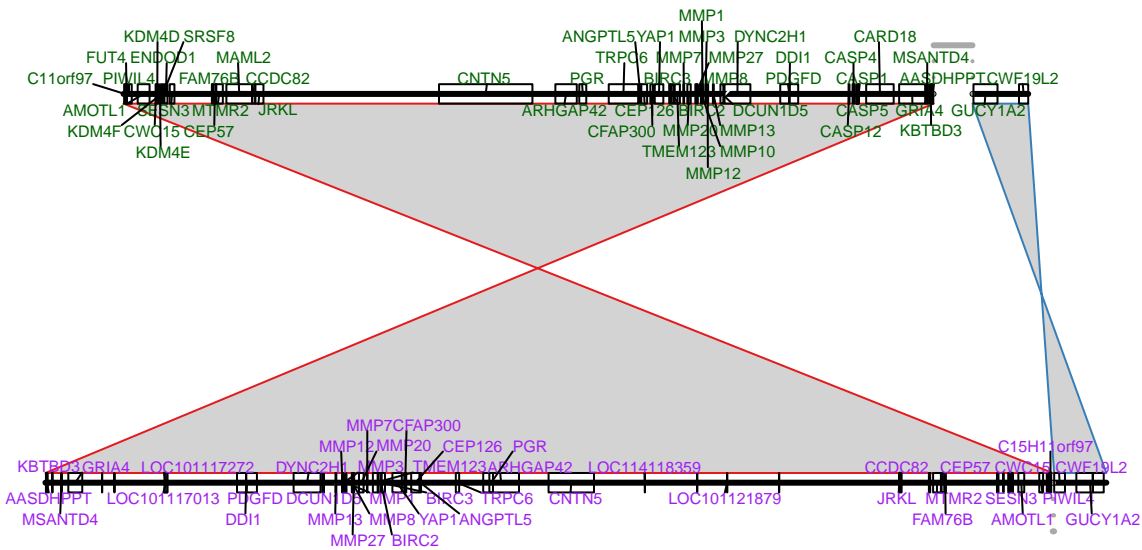 MMP1
KDM4D SRSF8 ANGPTL5 YAP1 MMP3 DYNC2H1 CARD18
FUT4 ENDOD1 MAML2 TRPC6 MMP7 MMP27 DDI1 CASP4 MSANTD4
C11orf97 PIWIL4 FAM76B CCDC82 CNTN5 PGR BIRC3 MMP8 PDGFD CASP1 AASDHPPT CWF19L2
AMOTL1 SESN3 MTMR2 JRKL ARHGAP42 CEP126 BIRC2 DCUN1D5 CASP5 GRIA4 GUCY1A2
KDM4F CWC15 CEP57 CFAP300 MMP20 MMP13 CASP12 KBTBD3
KDM4E TMEM123 MMP10
MMP12
MMP7 CFAP300
MMP12 MMP20 CEP126 PGR C15H11orf97
KBTBD3 GRIA4 LOC101117272 DYNC2H1 MMP3 TMEM123 ARHGAP42 LOC114118359 CCDC82 CEP57 CWC15 CWF19L2
AASDHPPT LOC101117013 PDGFD DCUN1D5 BIRC3 TRPC6 CNTN5 LOC101121879 JRKL MTMR2 SESN3 PIWIL4
MSANTD4 DDI1 MMP13 MMP8 YAP1 ANGPTL5 FAM76B AMOTL1 GUCY1A2
MMP27 BIRC2